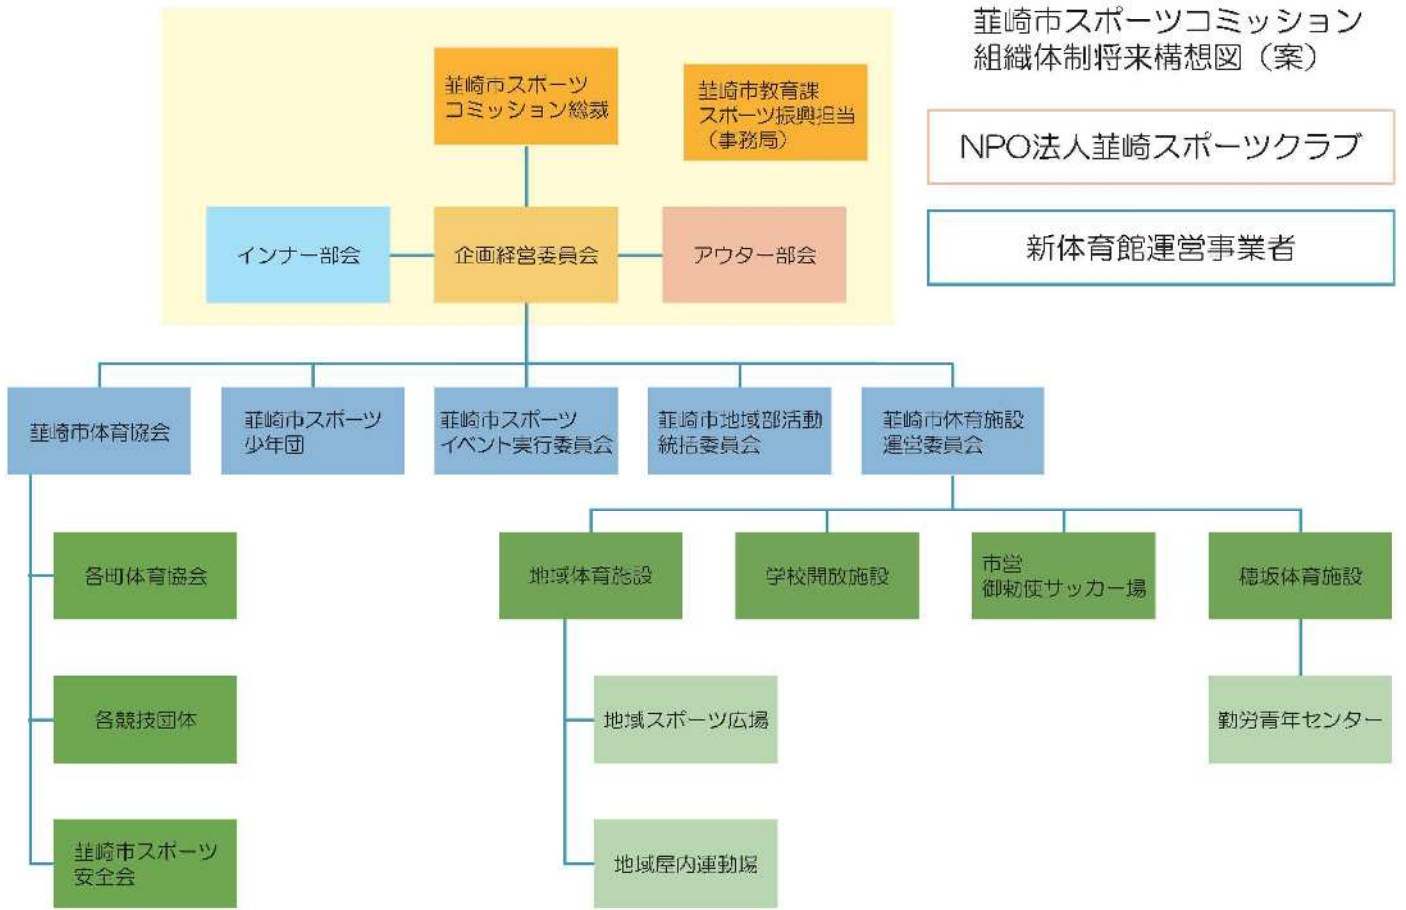 韮崎市スポーツコミッション
組織体制将来構想図（案）
韮崎市スポーツ
コミッション総裁
韮崎市教育課
スポーツ振興担当
（事務局）
NPO法人韮崎スポーツクラブ
新体育館運営事業者
インナー部会
企画経営委員会
アウター部会
韮崎市体育協会
韮崎市スポーツ
少年団
韮崎市スポーツ
イベント実行委員会
韮崎市地域部活動
統括委員会
韮崎市体育施設
運営委員会
各町体育協会
地域体育施設
学校開放施設
市営
御勅使サッカー場
穂坂体育施設
各競技団体
地域スポーツ広場
勤労青年センター
韮崎市スポーツ
安全会
地域屋内運動場